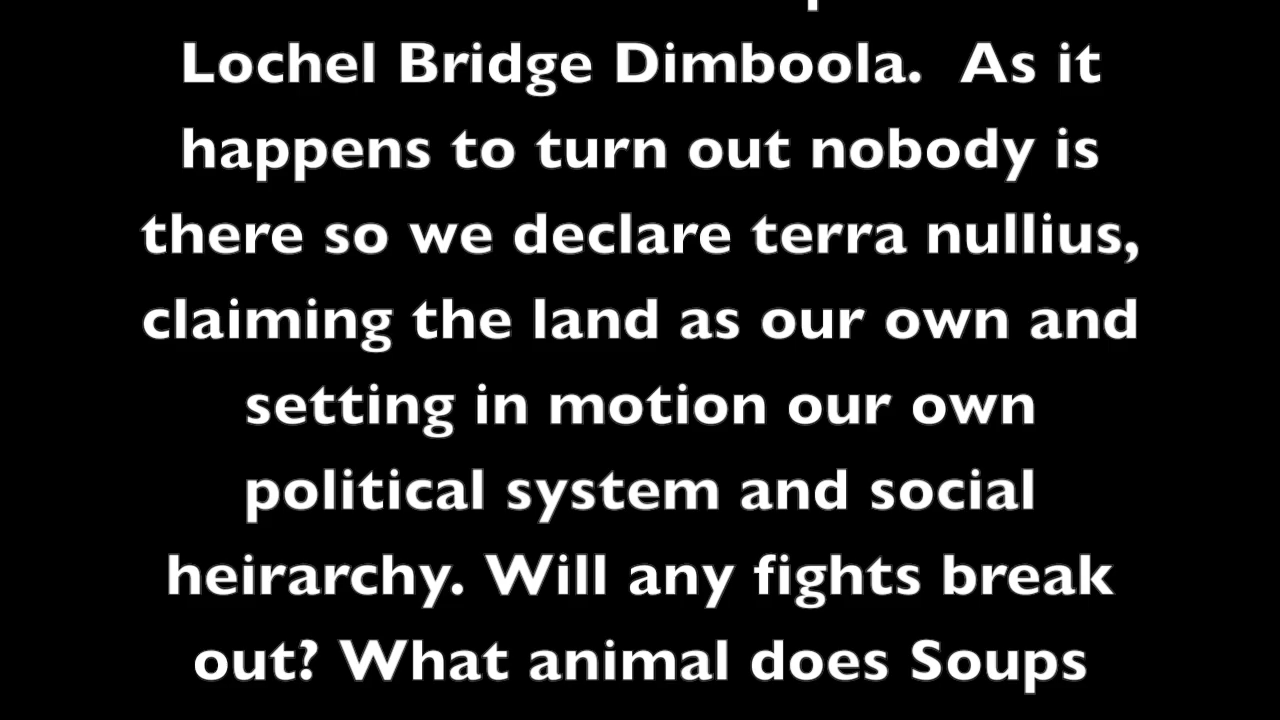 Lochel Bridge Dimboola.  As it
happens to turn out nobody is
there so we declare terra nullius,
claiming the land as our own and
setting in motion our own
political system and social
heirarchy. Will any fights break
out? What animal does Soups